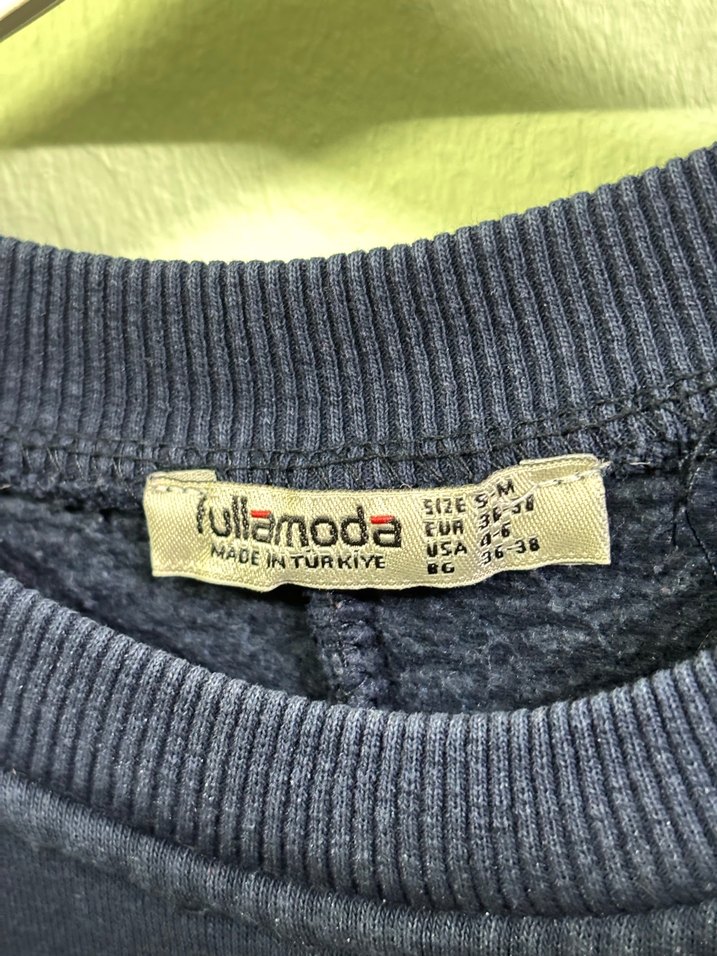 fullamoda
MADE IN TÜRKİYE
SIZE S-M
EUR 36-38
USA 4-6
BG 36-38